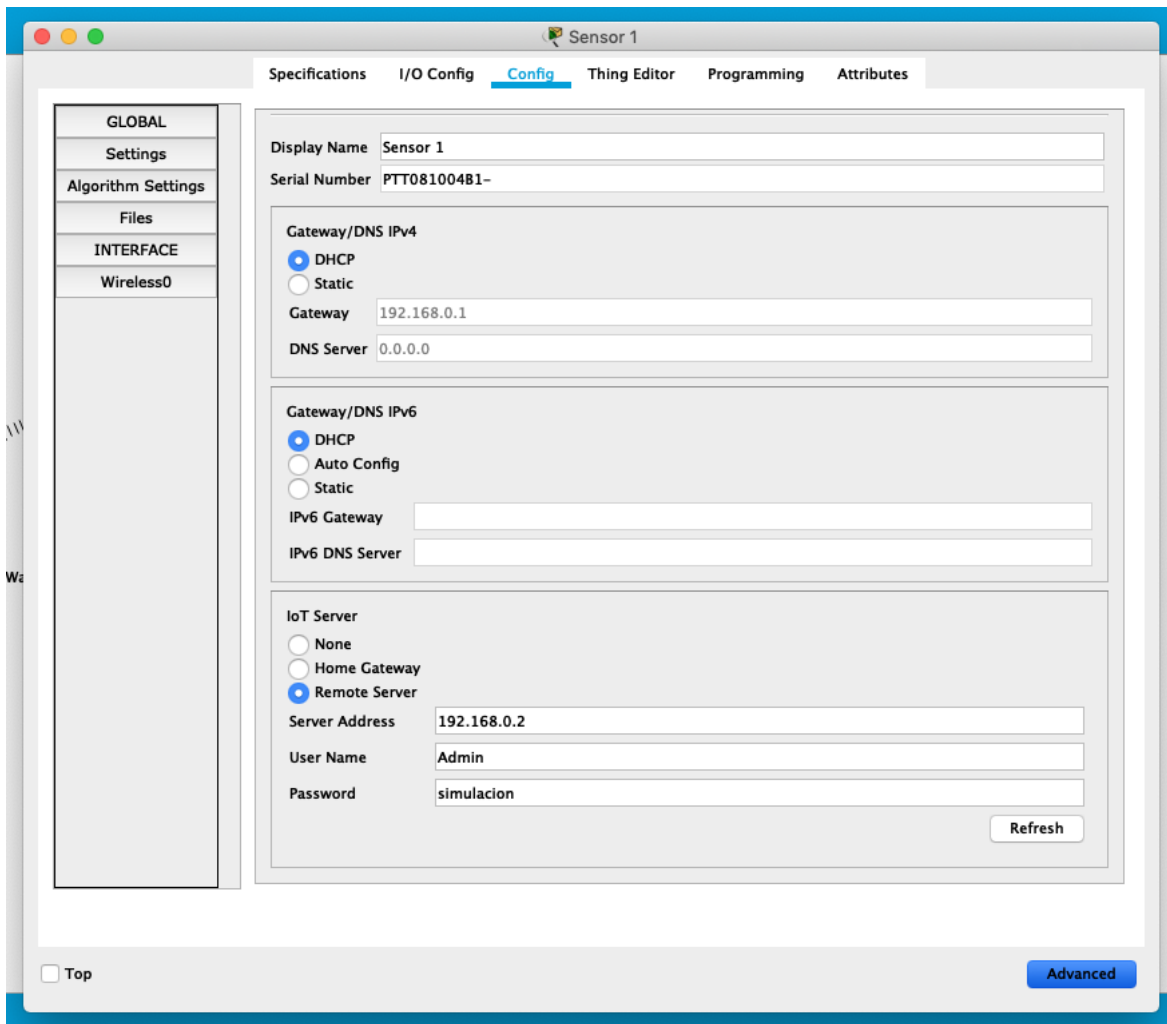 Sensor 1
Specifications I/O Config Config Thing Editor Programming Attributes
GLOBAL
Settings
Algorithm Settings
Files
INTERFACE
Wireless0
Display Name Sensor 1
Serial Number PTT081004B1-
Gateway/DNS IPv4
DHCP
Static
Gateway 192.168.0.1
DNS Server 0.0.0.0
Gateway/DNS IPv6
DHCP
Auto Config
Static
IPv6 Gateway
IPv6 DNS Server
IoT Server
None
Home Gateway
Remote Server
Server Address 192.168.0.2
User Name Admin
Password simulacion
Refresh
Top
Advanced